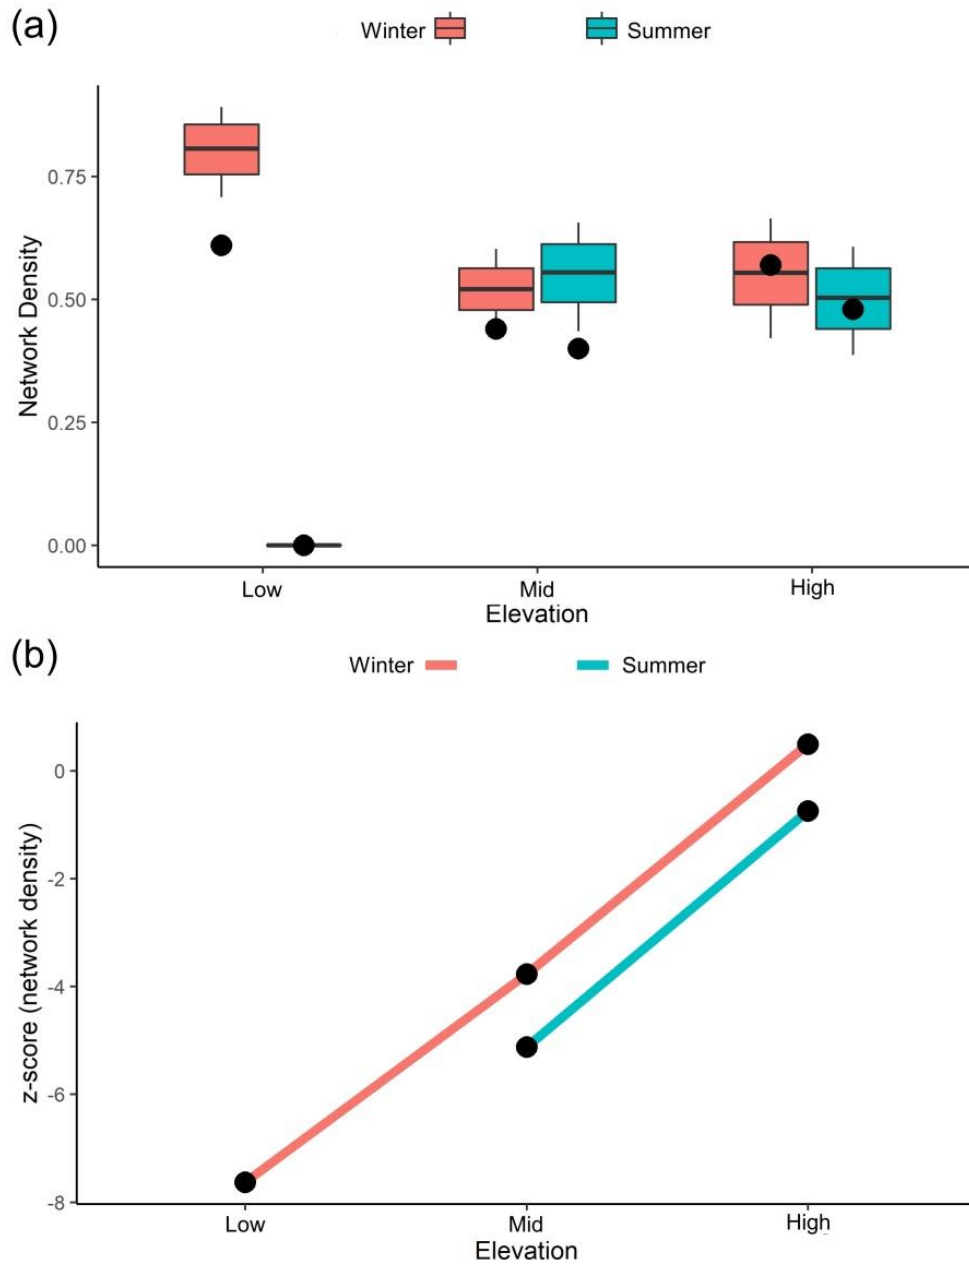 (a)
Winter Summer
Network Density
0.75
0.50
0.25
0.00
Low Mid High
Elevation
(b)
Winter Summer
z-score (network density)
0
-2
-4
-6
-8
Low Mid High
Elevation